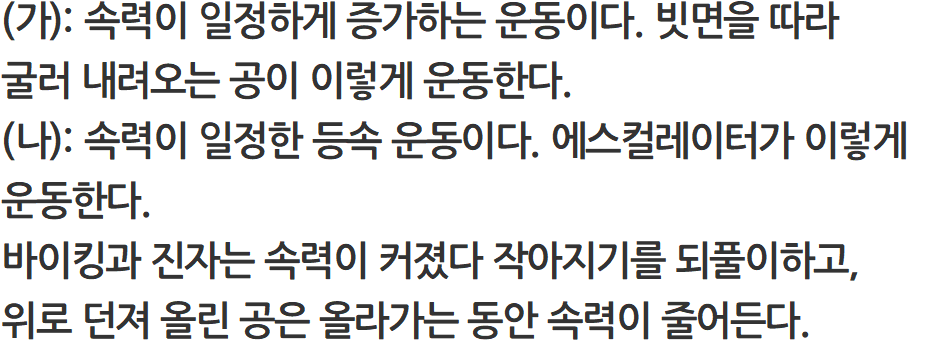 (가): 속력이 일정하게 증가하는 운동이다. 빗면을 따라
굴러 내려오는 공이 이렇게 운동한다.
(나): 속력이 일정한 등속 운동이다. 에스컬레이터가 이렇게
운동한다.
바이킹과 진자는 속력이 커졌다 작아지기를 되풀이하고,
위로 던져 올린 공은 올라가는 동안 속력이 줄어든다.